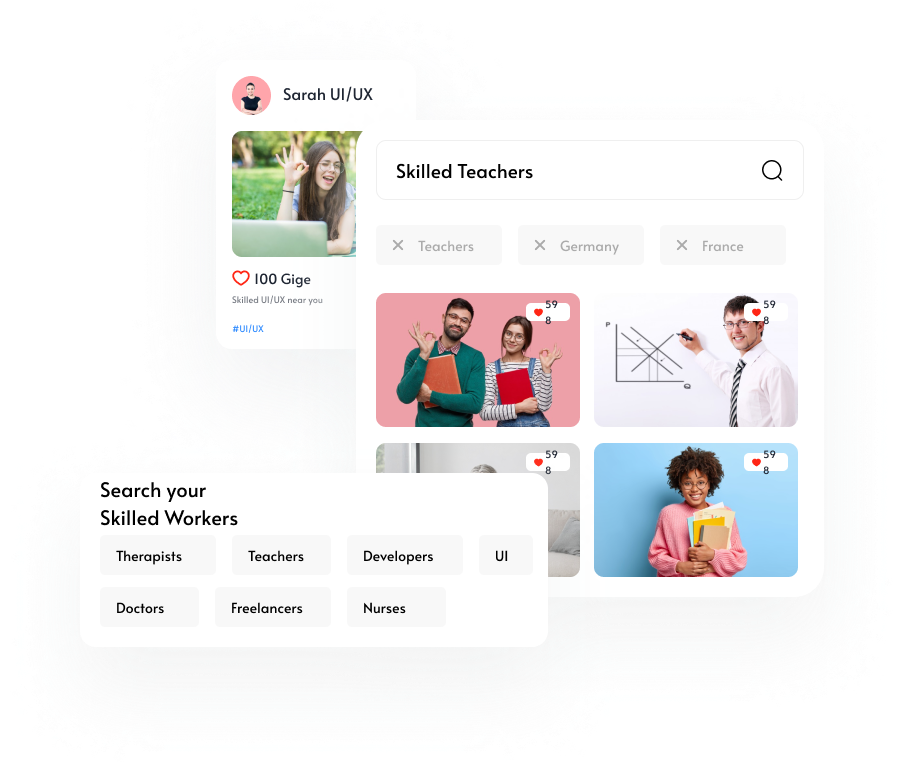 Sarah UI/UX
100 Gige
Skilled UI/UX near you
#UI/UX
Skilled Teachers
Teachers
Germany
France
59
8
59
8
P
Q
59
8
59
8
Search your
Skilled Workers
Therapists
Teachers
Developers
UI
Doctors
Freelancers
Nurses